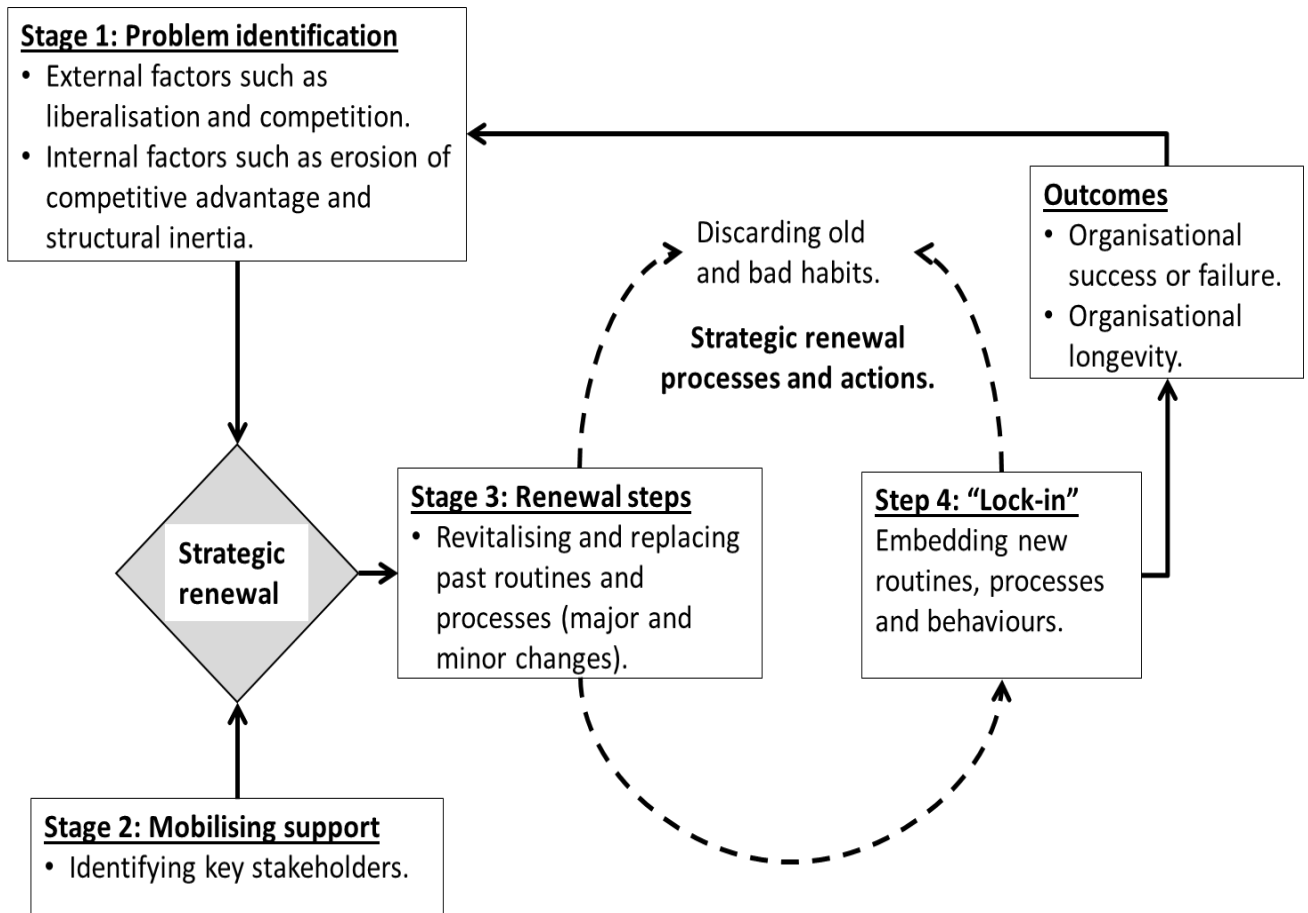 Stage 1: Problem identification
• External factors such as
liberalisation and competition.
• Internal factors such as erosion of
competitive advantage and
structural inertia.
Outcomes
• Organisational
success or failure.
• Organisational
longevity.
Discarding old
and bad habits.
Strategic renewal
processes and actions.
Strategic
renewal
Stage 3: Renewal steps
• Revitalising and replacing
past routines and
processes (major and
minor changes).
Step 4: “Lock-in”
Embedding new
routines, processes
and behaviours.
Stage 2: Mobilising support
• Identifying key stakeholders.